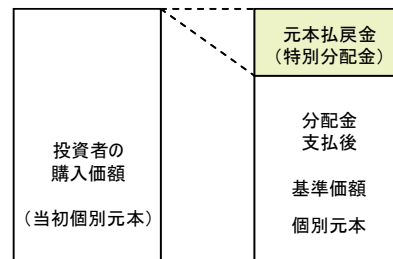 投資者の
購入価額
（当初個別元本）
元本払戻金
（特別分配金）
分配金
支払後
基準価額
個別元本